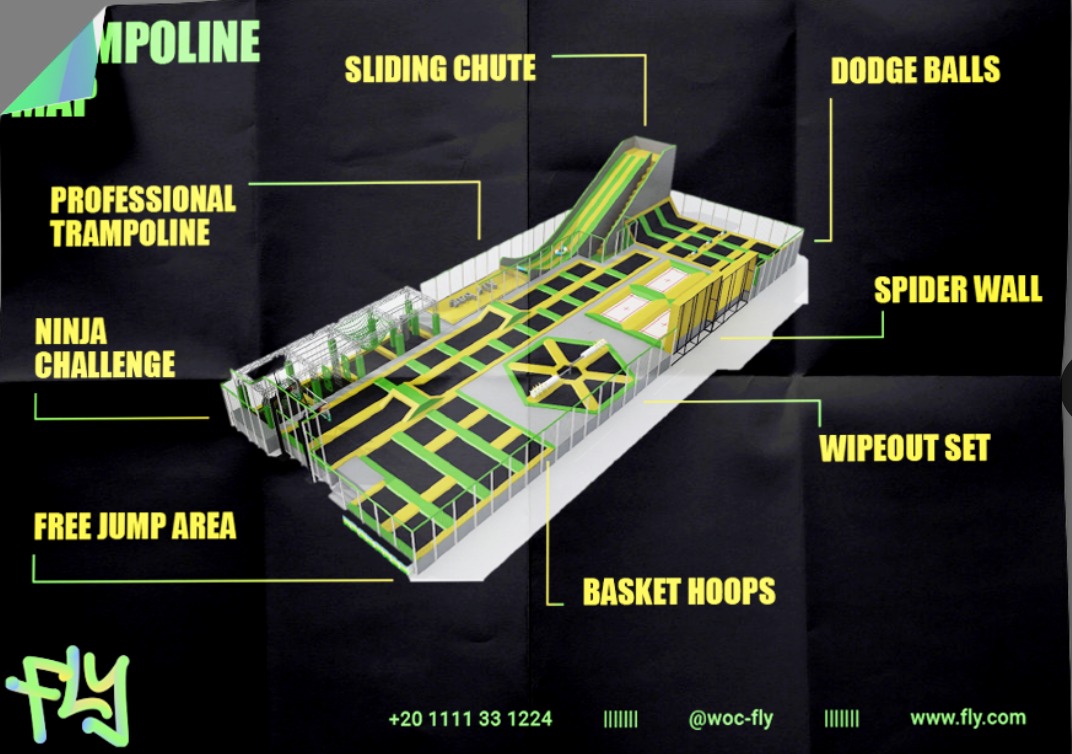 MPOLINE
MAP
SLIDING CHUTE
DODGE BALLS
PROFESSIONAL
TRAMPOLINE
SPIDER WALL
NINJA
CHALLENGE
WIPEOUT SET
FREE JUMP AREA
BASKET HOOPS
FLY
+20 1111 33 1224
@woc-fly
www.fly.com